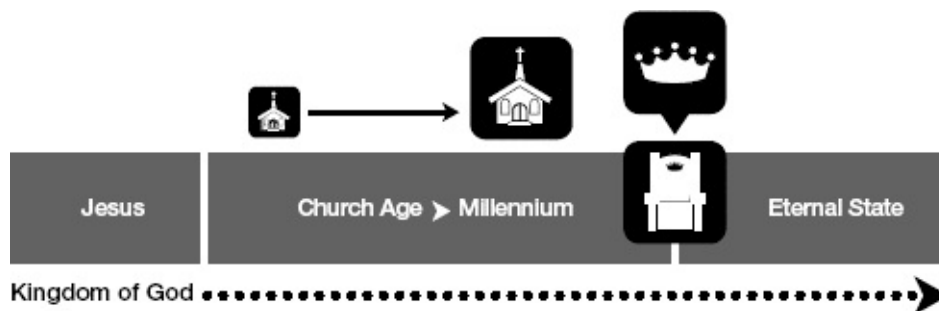 Jesus
Church Age > Millennium
Eternal State
Kingdom of God